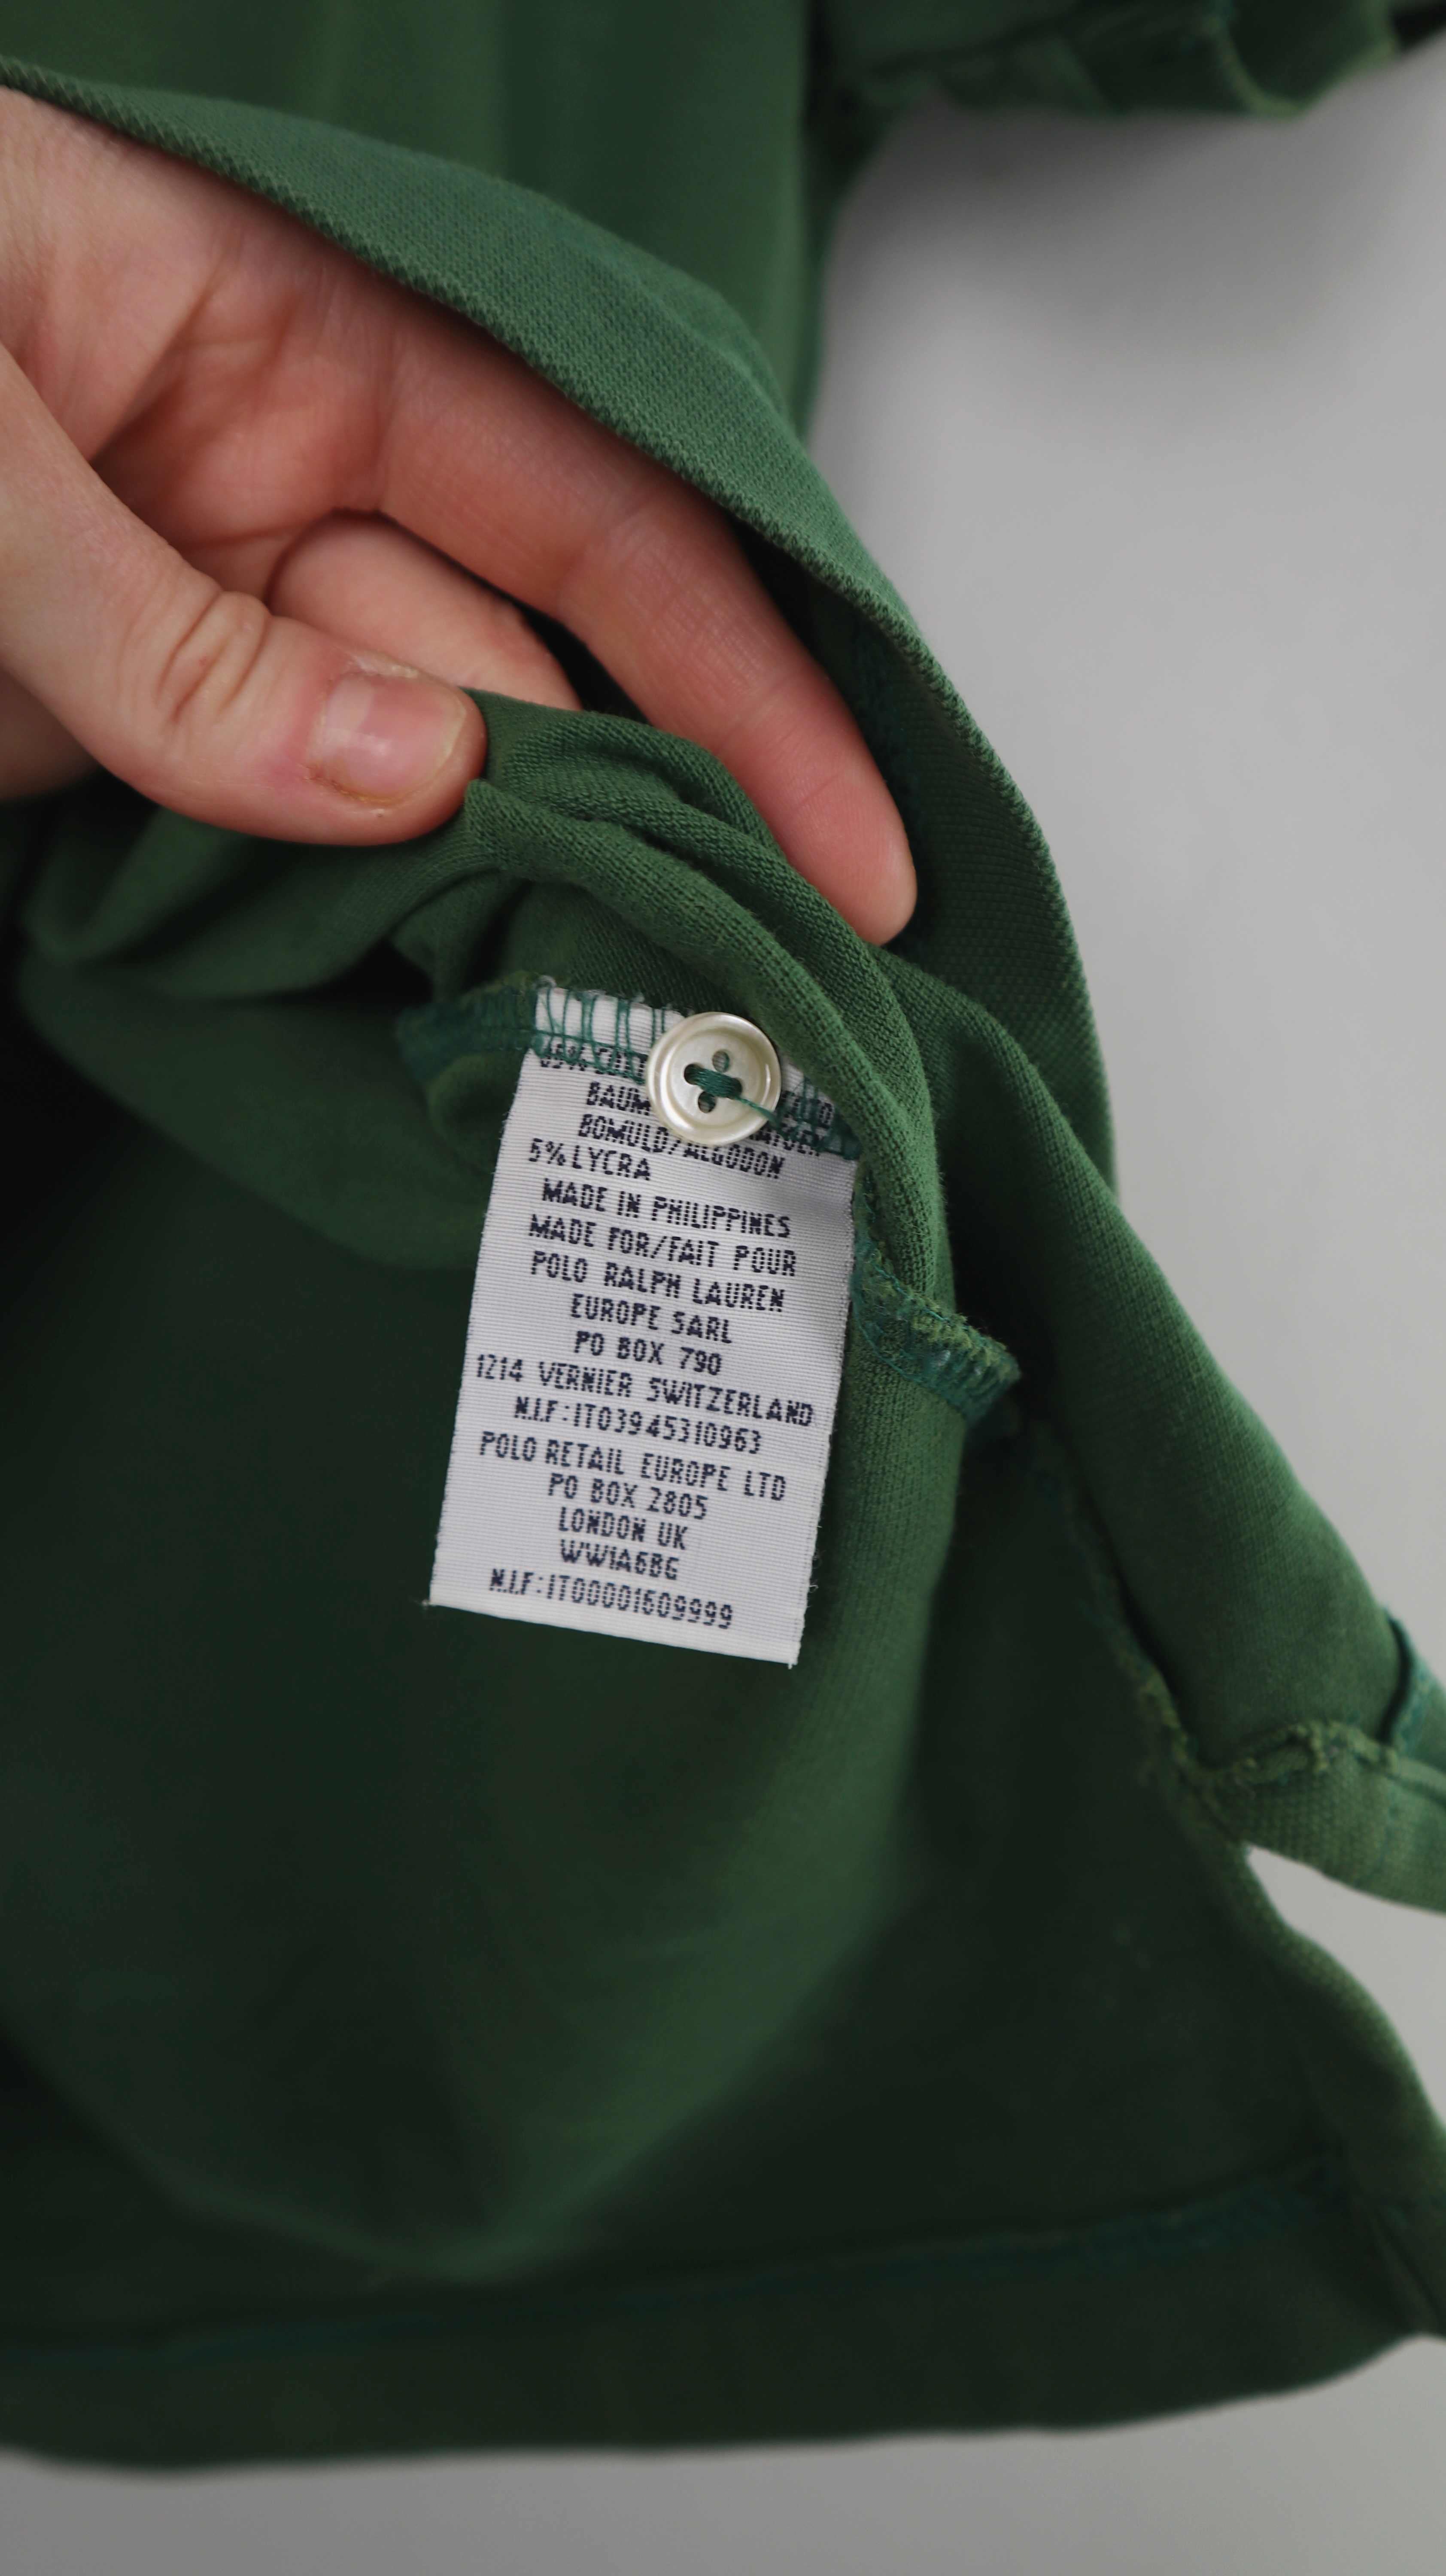 BOMULD/ALGODON
5% LYCRA
MADE IN PHILIPPINES
MADE FOR/FAIT POUR
POLO RALPH LAUREN
EUROPE SARL
PO BOX 790
1214 VERNIER SWITZERLAND
N.I.F:IT03945310963
POLO RETAIL EUROPE LTD
PO BOX 2805
LONDON UK
WW1A6BG
N.I.F:IT00001609999